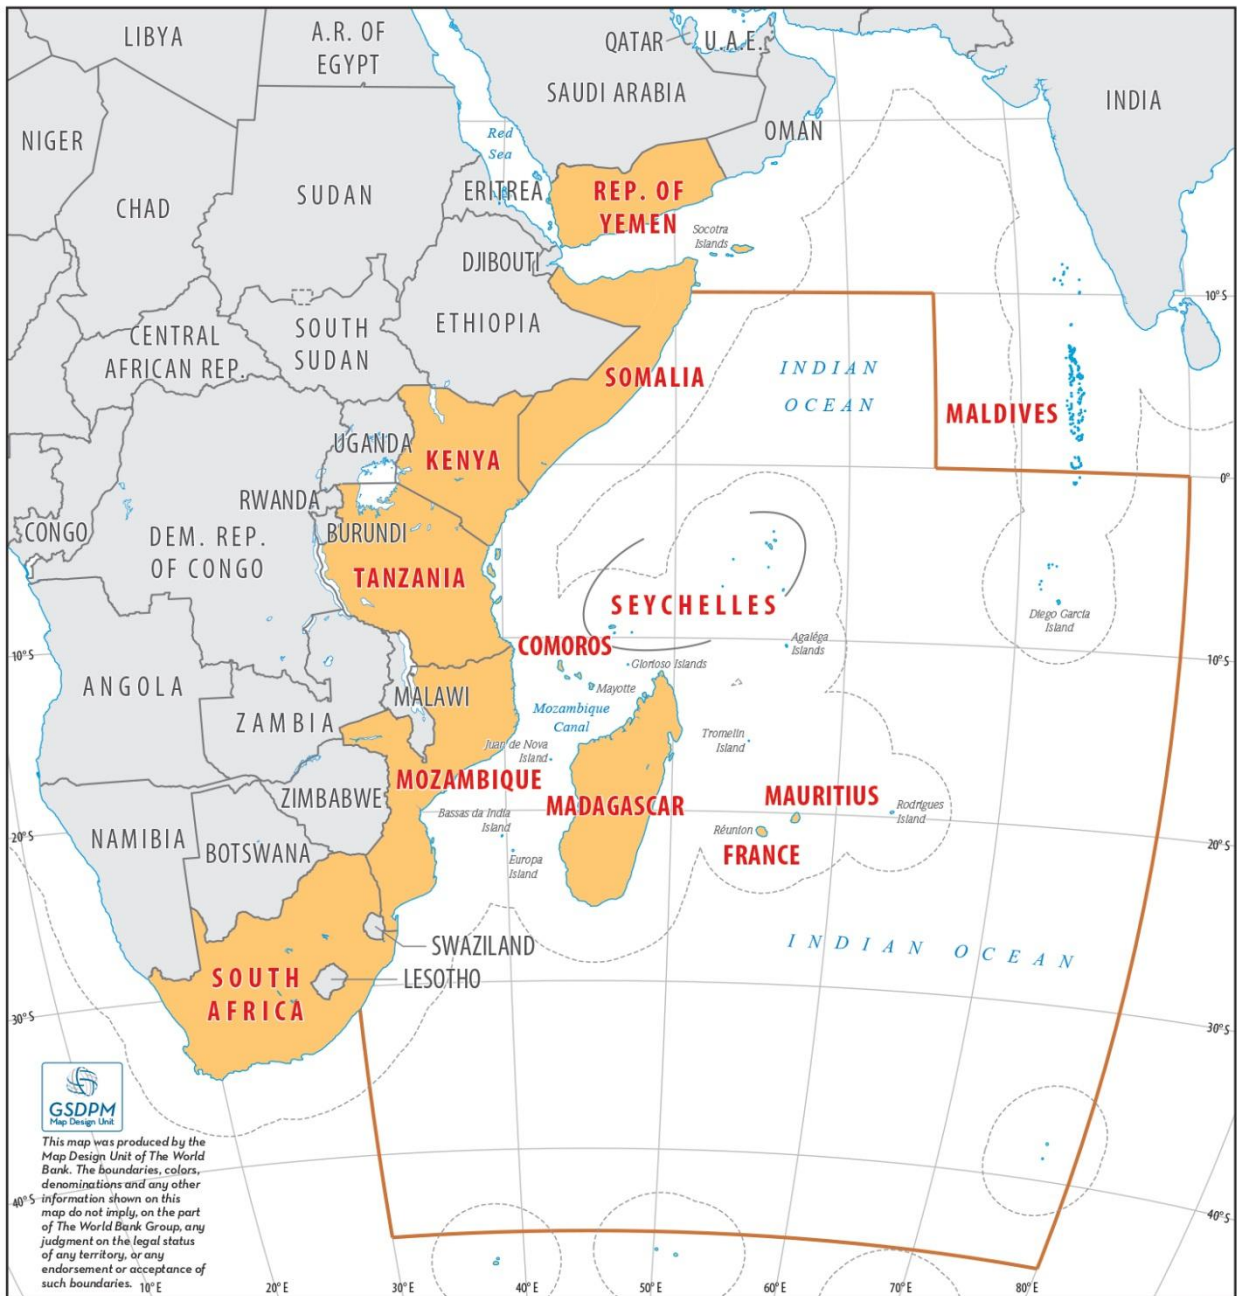 LIBYA
A.R. OF
EGYPT
QATAR
U.A.E.
SAUDI ARABIA
INDIA
OMAN
NIGER
Red
Sea
CHAD
SUDAN
ERITREA
REP. OF
YEMEN
Socotra
Islands
DJIBOUTI
10°S
CENTRAL
AFRICAN REP.
SOUTH
SUDAN
ETHIOPIA
SOMALIA
INDIAN
OCEAN
MALDIVES
UGANDA
KENYA
0°
RWANDA
CONGO
DEM. REP.
OF CONGO
BURUNDI
TANZANIA
SEYCHELLES
Diego Garcia
Island
COMOROS
Agaléga
Islands
10°S
Glorioso Islands
10°S
ANGOLA
Mayotte
MALAWI
ZAMBIA
Mozambique
Canal
Juan de Nova
Island
Tromelin
Island
MOZAMBIQUE
MADAGASCAR
MAURITIUS
ZIMBABWE
Bassas da India
Island
Rodrigues
Island
NAMIBIA
BOTSWANA
20°S
Réunion
FRANCE
20°S
Europa
Island
SWAZILAND
LESOTHO
INDIAN OCEAN
SOUTH
AFRICA
30°S
30°S
GSDPM
Map Design Unit
This map was produced by the
Map Design Unit of The World
Bank. The boundaries, colors,
denominations and any other
information shown on this
map do not imply, on the part
of The World Bank Group, any
judgment on the legal status
of any territory, or any
endorsement or acceptance of
such boundaries.
40°S
40°S
10°E
20°E
30°E
40°E
50°E
60°E
70°E
80°E